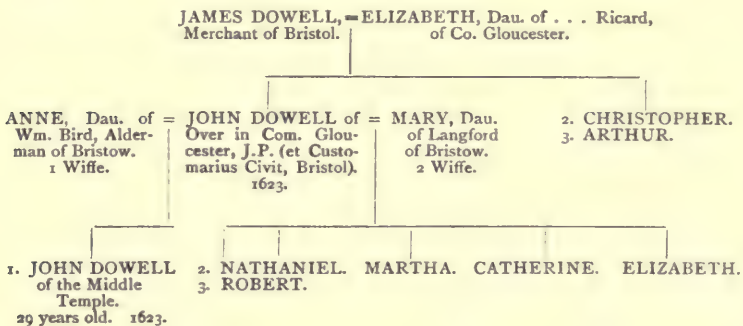 JAMES DOWELL, = ELIZABETH, Dau. of . . . Ricard,
Merchant of Bristol. of Co. Gloucester.
ANNE, Dau. of = JOHN DOWELL of = MARY, Dau. 2. CHRISTOPHER.
Wm. Bird, Alder- Over in Com. Glou- of Langford 3. ARTHUR.
man of Bristow. cester, J.P. (et Custo- of Bristow.
1 Wiffe. marius Civit, Bristol). 2 Wiffe.
1623.
1. JOHN DOWELL 2. NATHANIEL. MARTHA. CATHERINE. ELIZABETH.
of the Middle 3. ROBERT.
Temple.
29 years old. 1623.